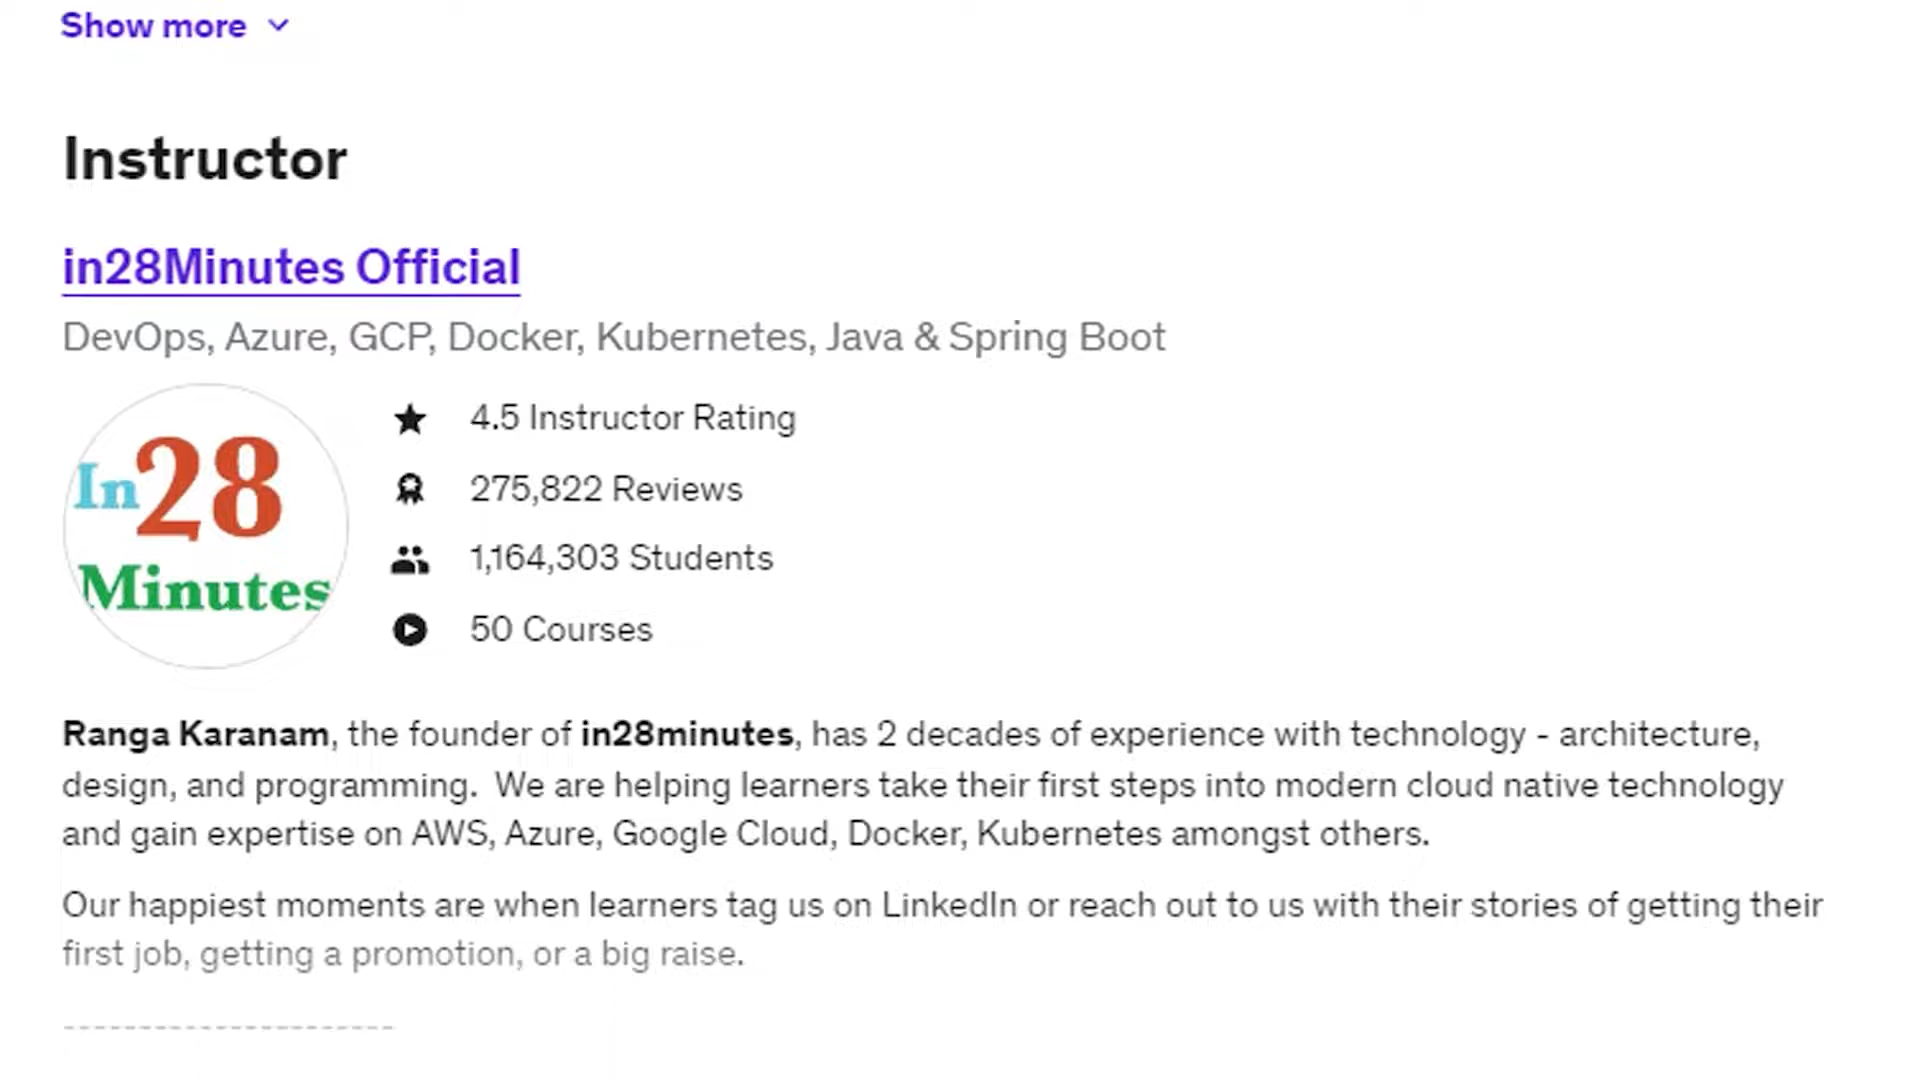 Show more
Instructor
in28Minutes Official
DevOps, Azure, GCP, Docker, Kubernetes, Java & Spring Boot
In28
Minutes
4.5 Instructor Rating
275,822 Reviews
1,164,303 Students
50 Courses
Ranga Karanam, the founder of in28minutes, has 2 decades of experience with technology - architecture,
design, and programming.  We are helping learners take their first steps into modern cloud native technology
and gain expertise on AWS, Azure, Google Cloud, Docker, Kubernetes amongst others.
Our happiest moments are when learners tag us on LinkedIn or reach out to us with their stories of getting their
first job, getting a promotion, or a big raise.
----------------------